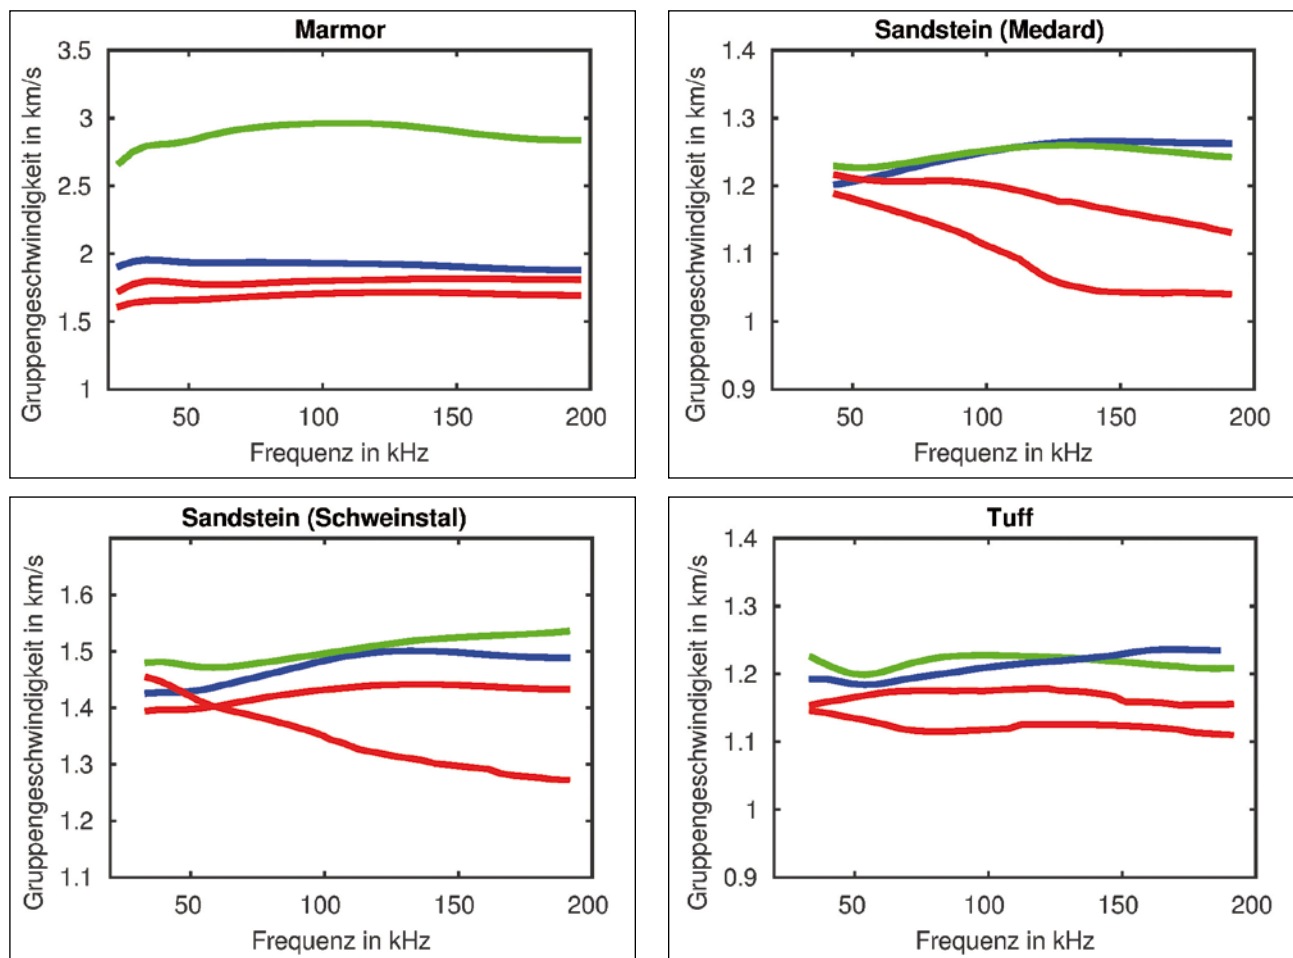 Marmor
Gruppengeschwindigkeit in km/s
3.5
3
2.5
2
1.5
1
50 100 150 200
Frequenz in kHz
Sandstein (Medard)
Gruppengeschwindigkeit in km/s
1.4
1.3
1.2
1.1
1
0.9
50 100 150 200
Frequenz in kHz
Sandstein (Schweinstal)
Gruppengeschwindigkeit in km/s
1.6
1.5
1.4
1.3
1.2
1.1
50 100 150 200
Frequenz in kHz
Tuff
Gruppengeschwindigkeit in km/s
1.4
1.3
1.2
1.1
1
0.9
50 100 150 200
Frequenz in kHz